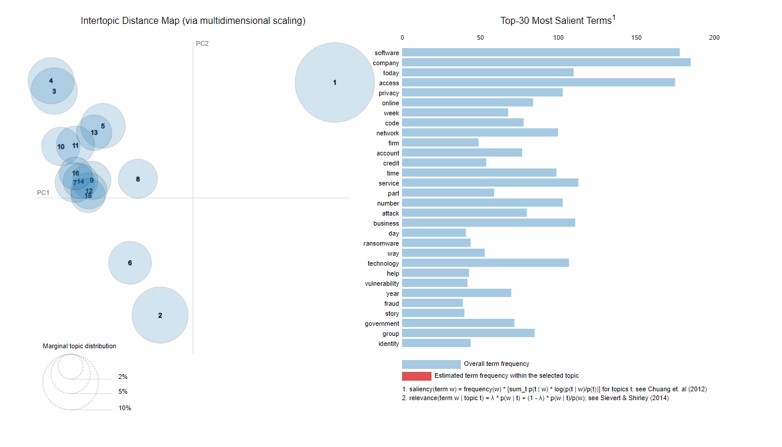 Intertopic Distance Map (via multidimensional scaling)
Top-30 Most Salient Terms1
PC2
0 50 100 150 200
software
company
today
access
privacy
online
week
code
network
firm
account
credit
time
service
part
number
attack
business
day
ransomware
way
technology
help
vulnerability
year
fraud
story
government
group
identity
4
3
1
5
13
10 11
16
7 14 9
8
12
PC1
6
2
Marginal topic distribution
2%
5%
10%
Overall term frequency
Estimated term frequency within the selected topic
1. saliency(term w) = frequency(w) * [sum_t p(t | w) * log(p(t | w)/p(t))] for topics t; see Chuang et. al (2012)
2. relevance(term w | topic t) = λ * p(w | t) + (1 - λ) * p(w | t)/p(w); see Sievert & Shirley (2014)